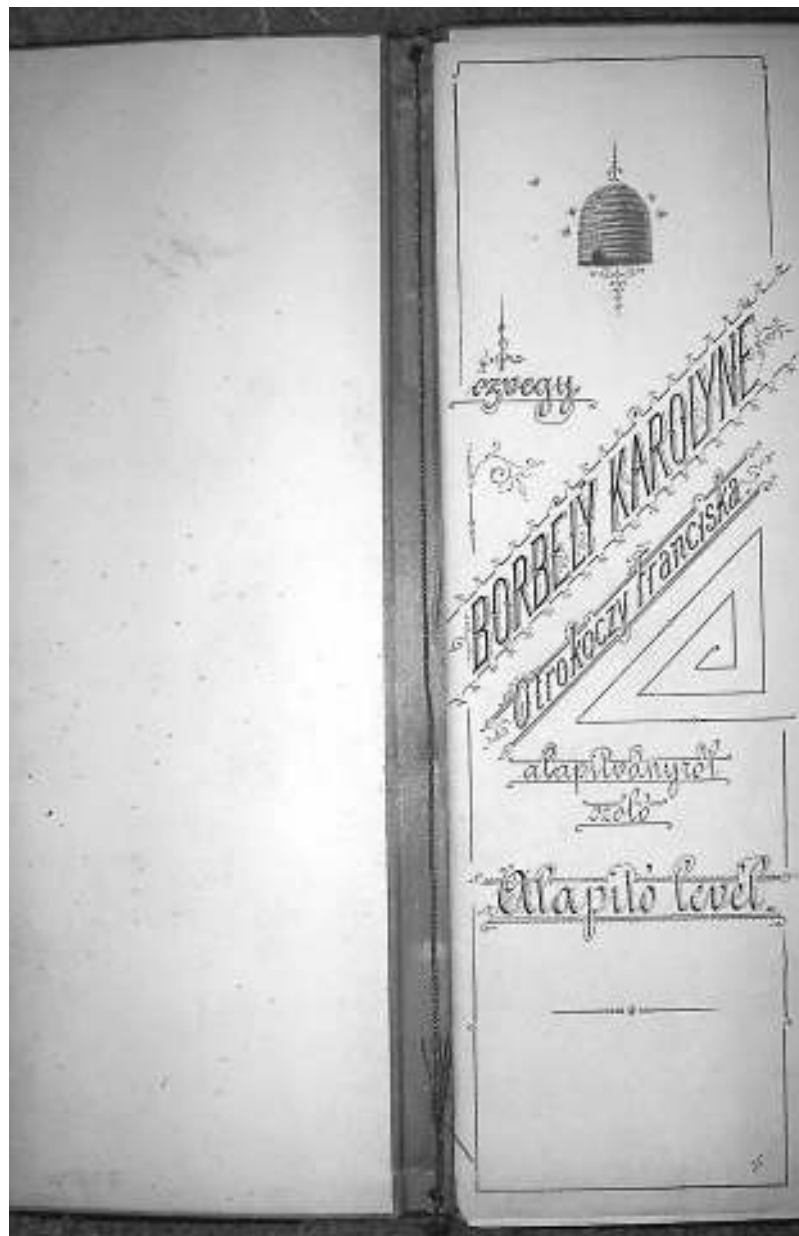 özvegy
BORBÉLY KÁROLYNÉ
Otrokóczy Franciska
alapítványról
szóló
Alapító levél.